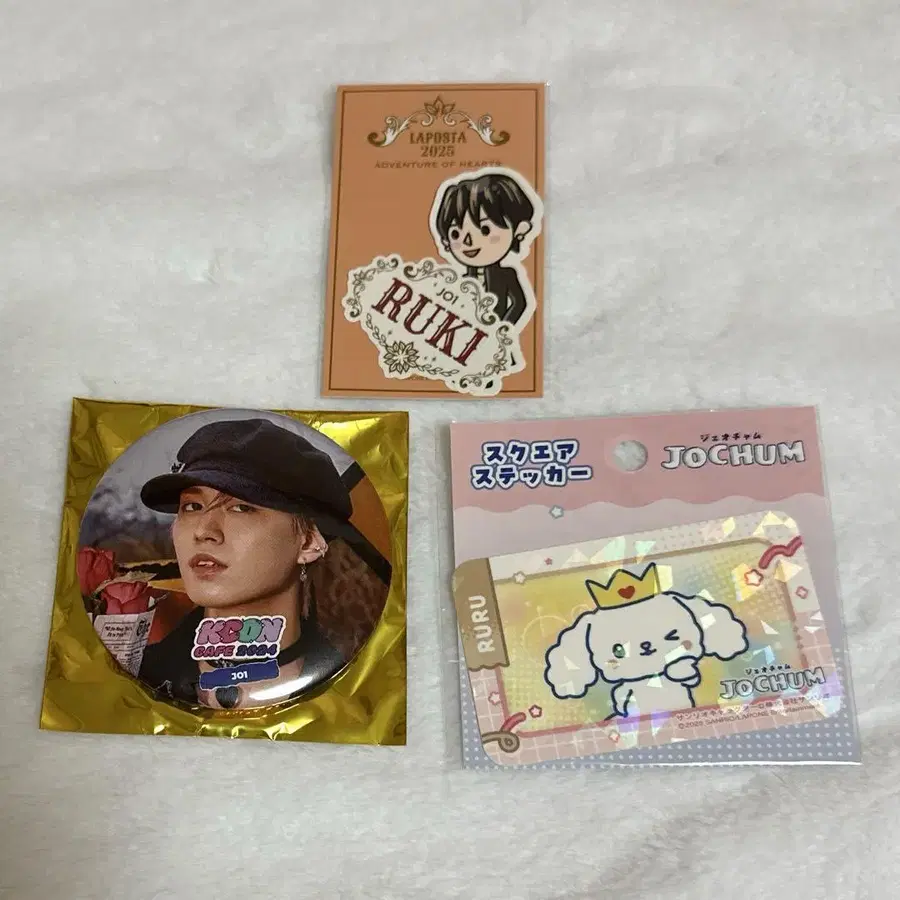 LAPOSTA
2025
ADVENTURE OF HEARTS
JO1
RUKI
KCON
CAFE 2024
JO1
スクエア
ステッカー
ジェオチャム
JOCHUM
RURU
ジェオチャム
JOCHUM